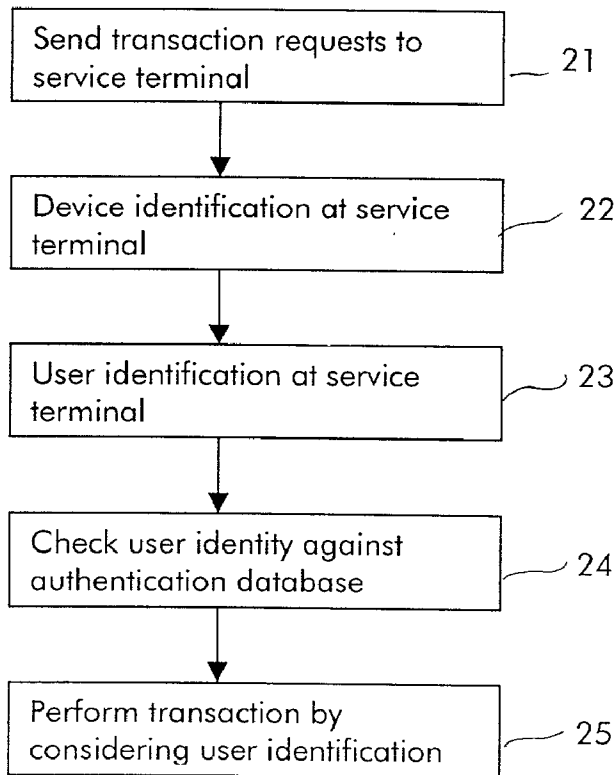 Send transaction requests to
service terminal
21
Device identification at service
terminal
22
User identification at service
terminal
23
Check user identity against
authentication database
24
Perform transaction by
considering user identification
25